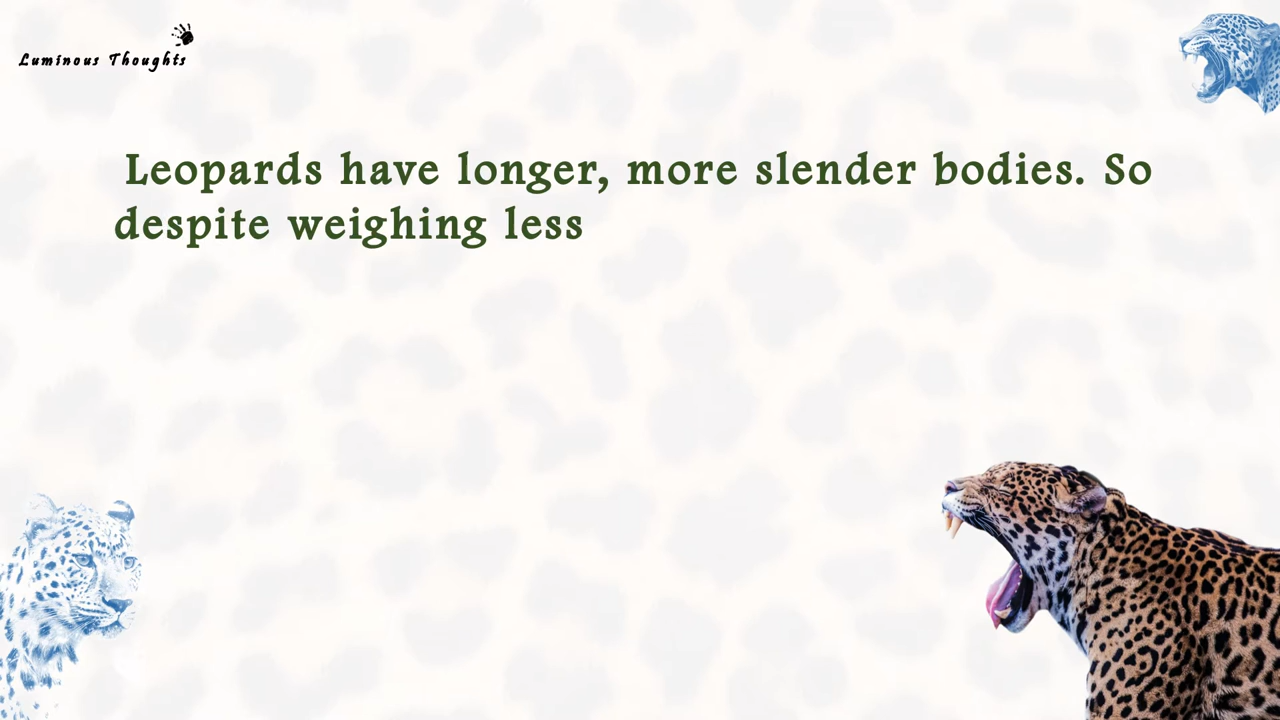 Luminous Thoughts
Leopards have longer, more slender bodies. So
despite weighing less